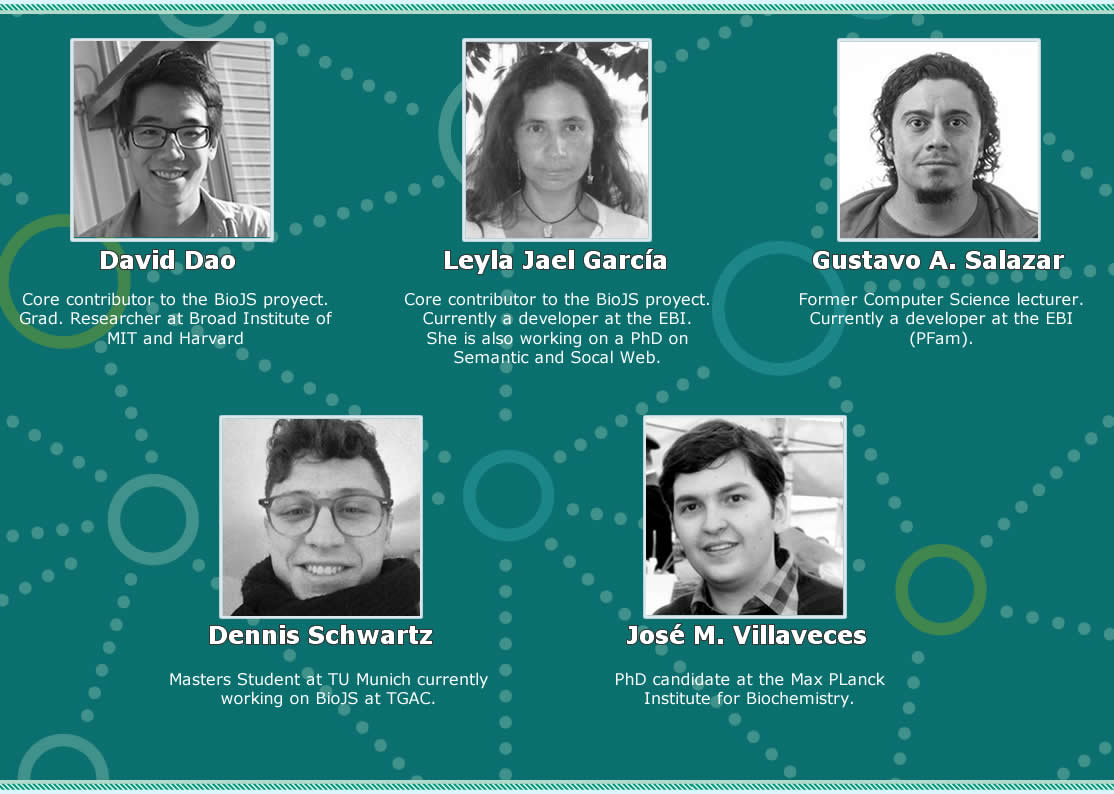 David Dao
Core contributor to the BioJS proyect.
Grad. Researcher at Broad Institute of
MIT and Harvard
Leyla Jael García
Core contributor to the BioJS proyect.
Currently a developer at the EBI.
She is also working on a PhD on
Semantic and Socal Web.
Gustavo A. Salazar
Former Computer Science lecturer.
Currently a developer at the EBI
(PFam).
Dennis Schwartz
Masters Student at TU Munich currently
working on BioJS at TGAC.
José M. Villaveces
PhD candidate at the Max PLanck
Institute for Biochemistry.